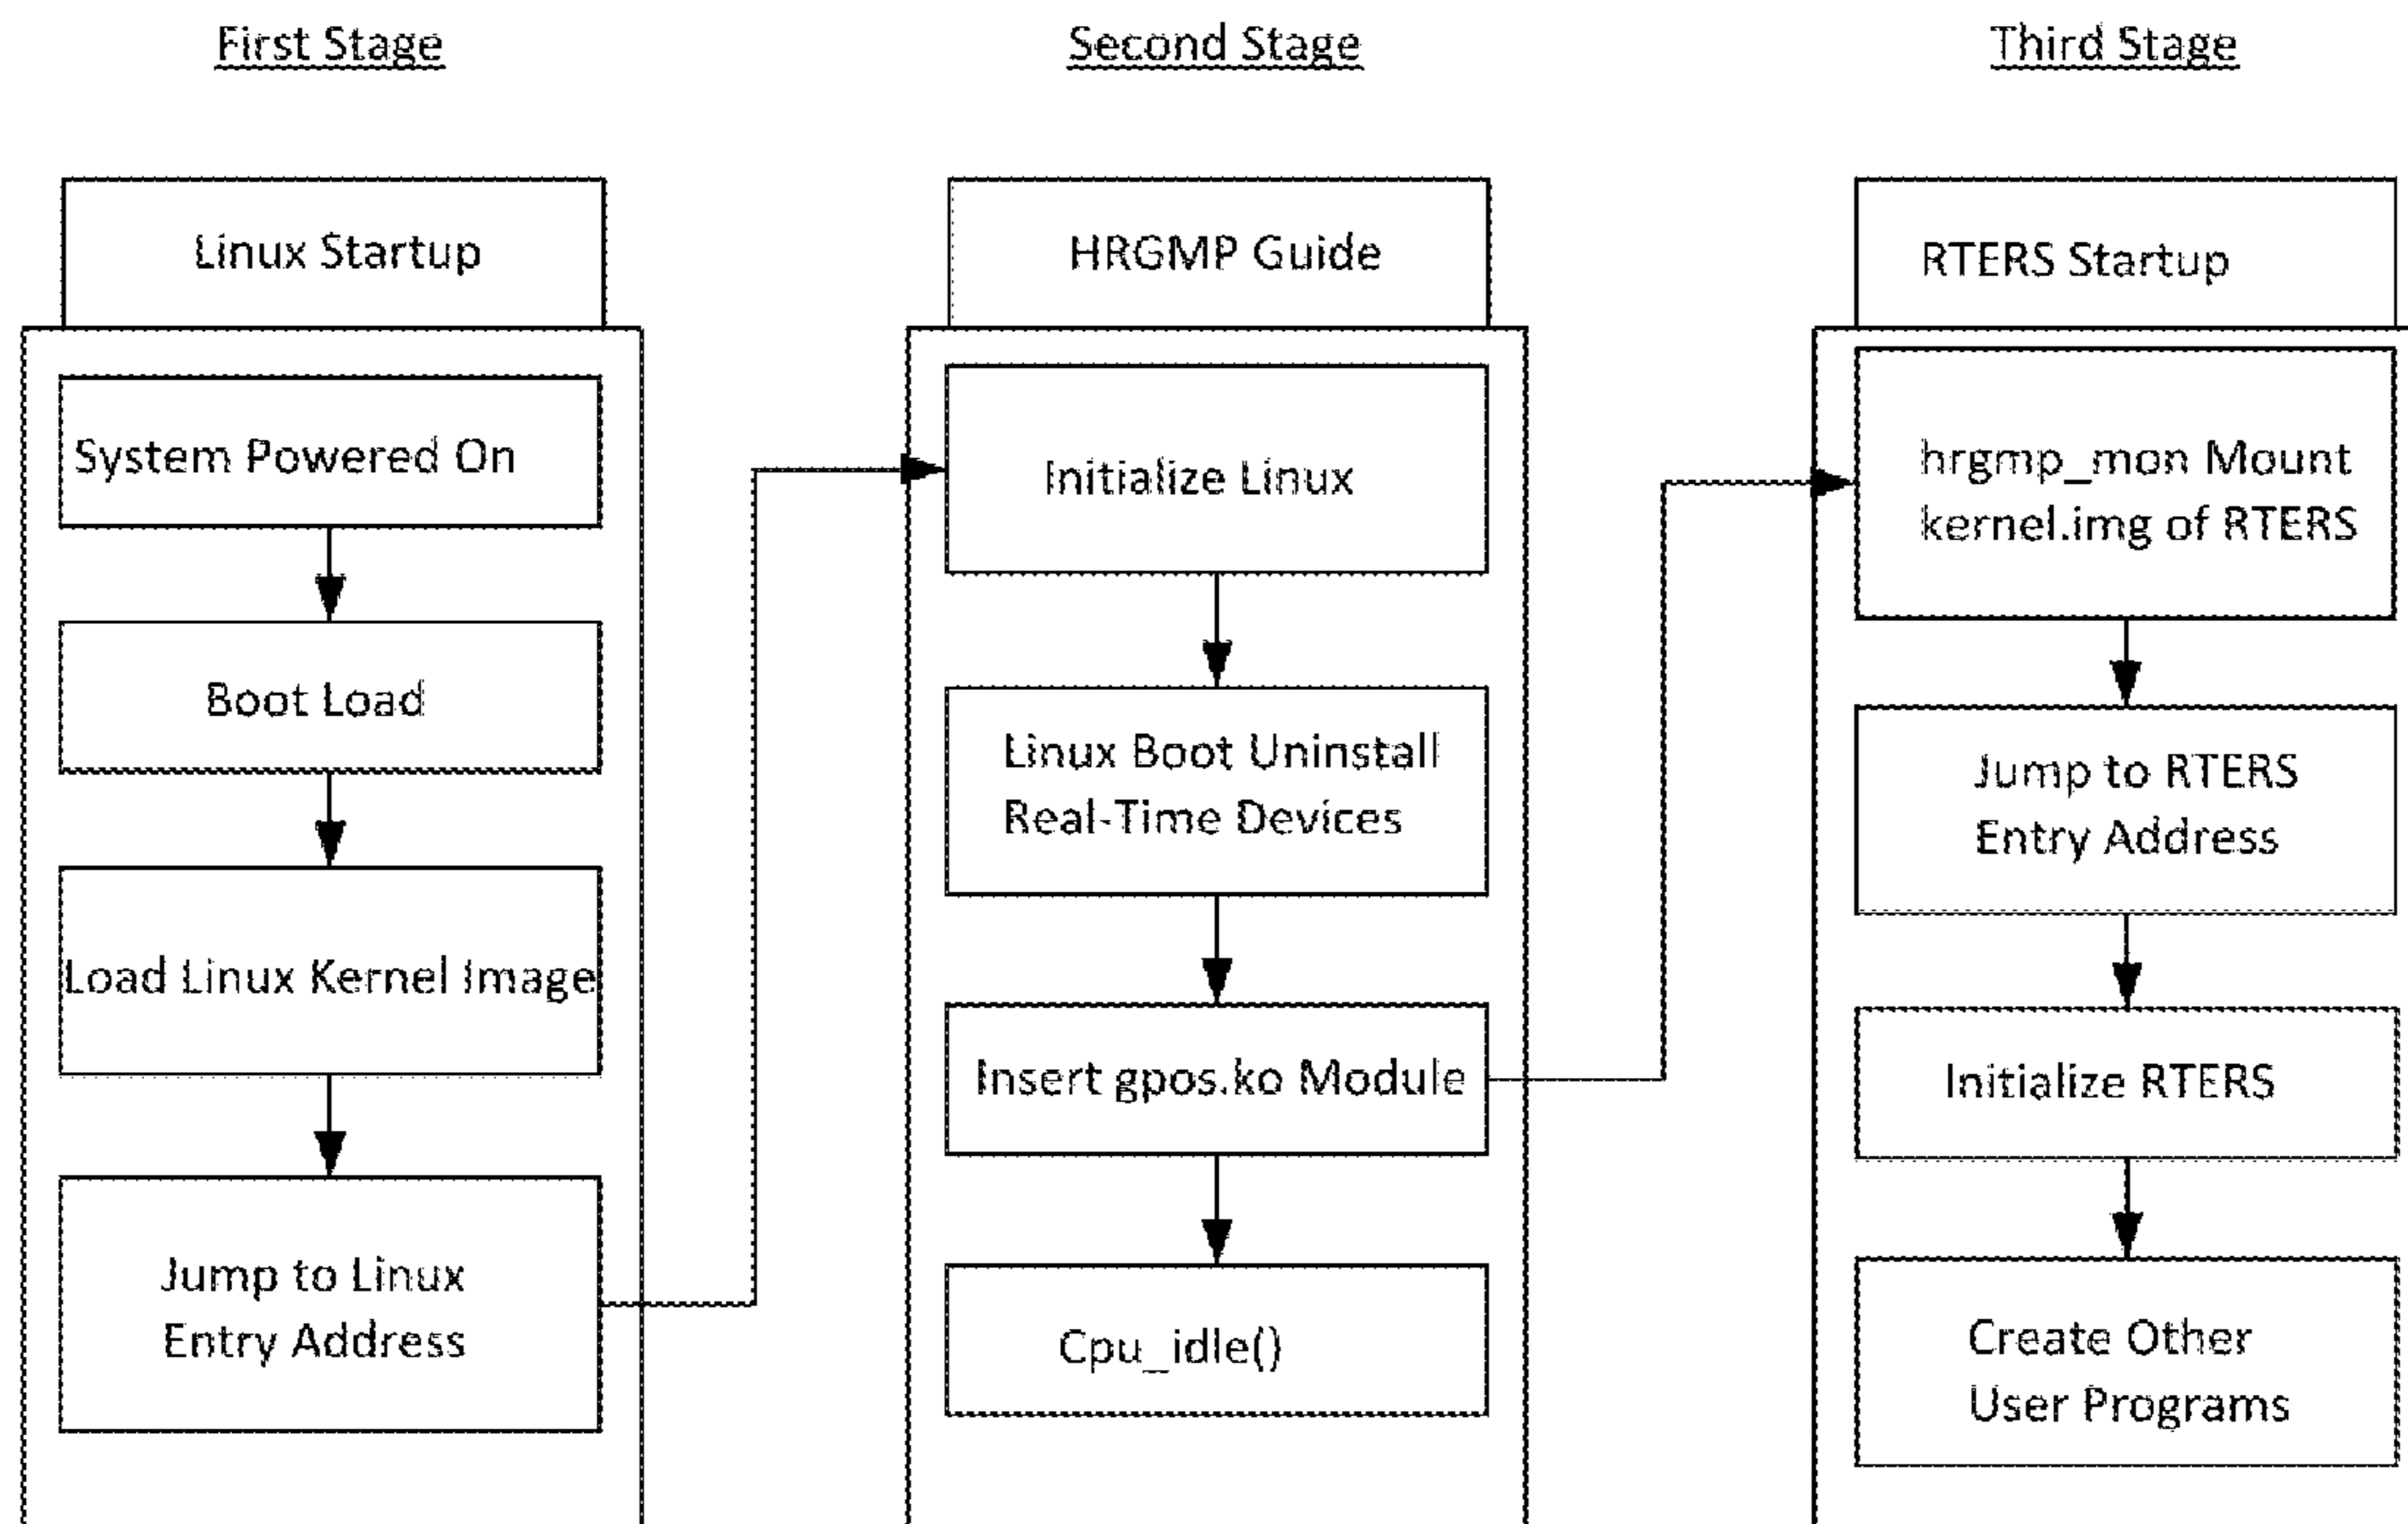 First Stage
Second Stage
Third Stage
Linux Startup
HRGMP Guide
RTERS Startup
System Powered On
Boot Load
Load Linux Kernel Image
Jump to Linux
Entry Address
Initialize Linux
Linux Boot Uninstall
Real-Time Devices
Insert gpos.ko Module
Cpu_idle()
hrgmp_mon Mount
kernel.img of RTERS
Jump to RTERS
Entry Address
Initialize RTERS
Create Other
User Programs